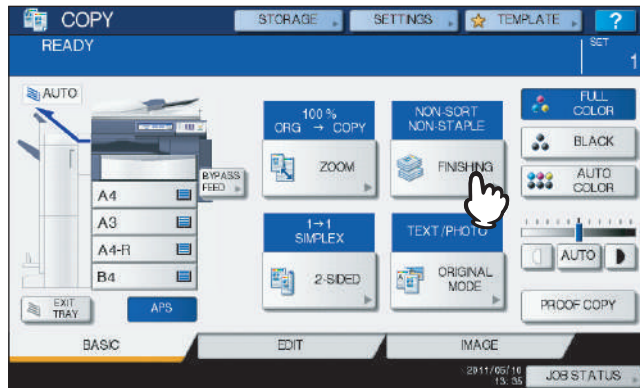 COPY
STORAGE
SETTINGS
TEMPLATE
?
READY
SET
1
AUTO
100 %
ORG → COPY
ZOOM
NON-SORT
NON-STAPLE
FINISHING
FULL
COLOR
BLACK
AUTO
COLOR
BYPASS
FEED
A4
A3
A4-R
B4
1→1
SIMPLEX
2-SIDED
TEXT/PHOTO
ORIGINAL
MODE
AUTO
EXIT
TRAY
APS
PROOF COPY
BASIC
EDIT
IMAGE
2011/05/10
13:35
JOB STATUS